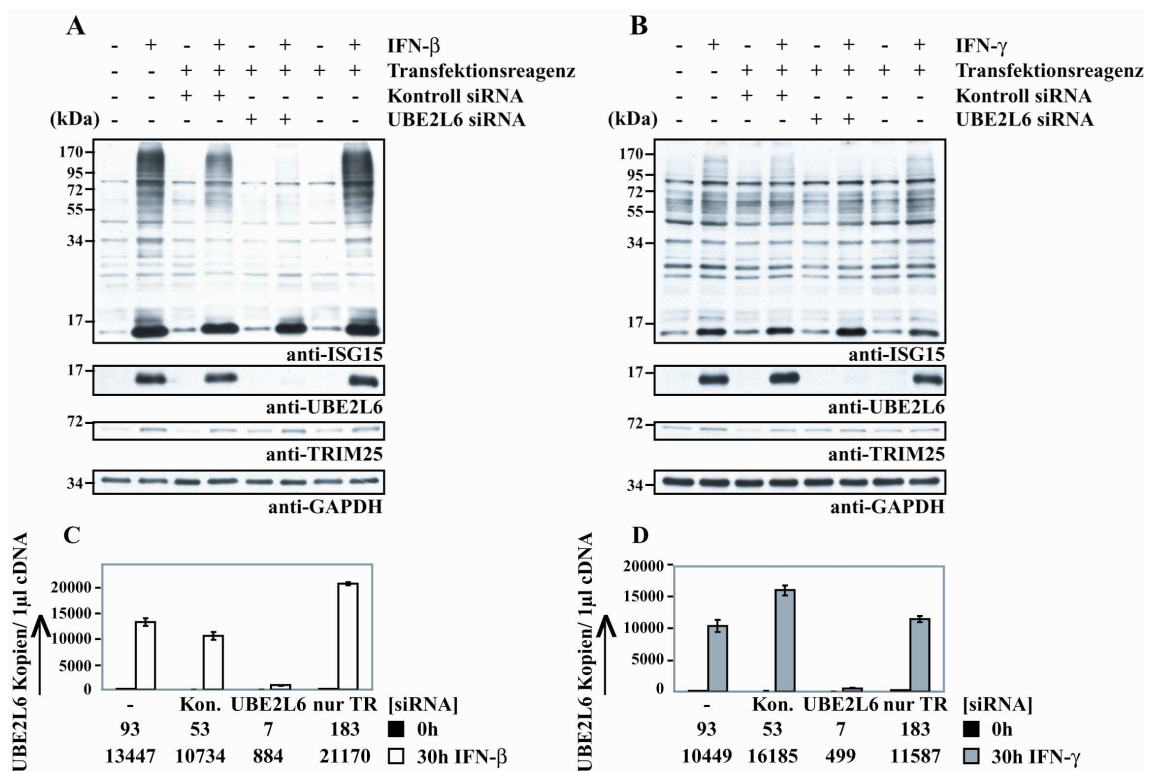 A
- + - + - + - + IFN-β
- - + + + + + + Transfektionsreagenz
- - + + - - - - Kontroll siRNA
(kDa) - - - - + + - - UBE2L6 siRNA
170
95
72
55
34
17
anti-ISG15
17
anti-UBE2L6
72
anti-TRIM25
34
anti-GAPDH
B
- + - + - + - + IFN-γ
- - + + + + + + Transfektionsreagenz
- - + + - - - - Kontroll siRNA
(kDa) - - - - + + - - UBE2L6 siRNA
170
95
72
55
34
17
anti-ISG15
17
anti-UBE2L6
72
anti-TRIM25
34
anti-GAPDH
C
UBE2L6 Kopien/ 1µl cDNA
20000
15000
10000
5000
0
- Kon. UBE2L6 nur TR [siRNA]
93 53 7 183 0h
13447 10734 884 21170 30h IFN-β
D
UBE2L6 Kopien/ 1µl cDNA
20000
15000
10000
5000
0
- Kon. UBE2L6 nur TR [siRNA]
93 53 7 183 0h
10449 16185 499 11587 30h IFN-γ